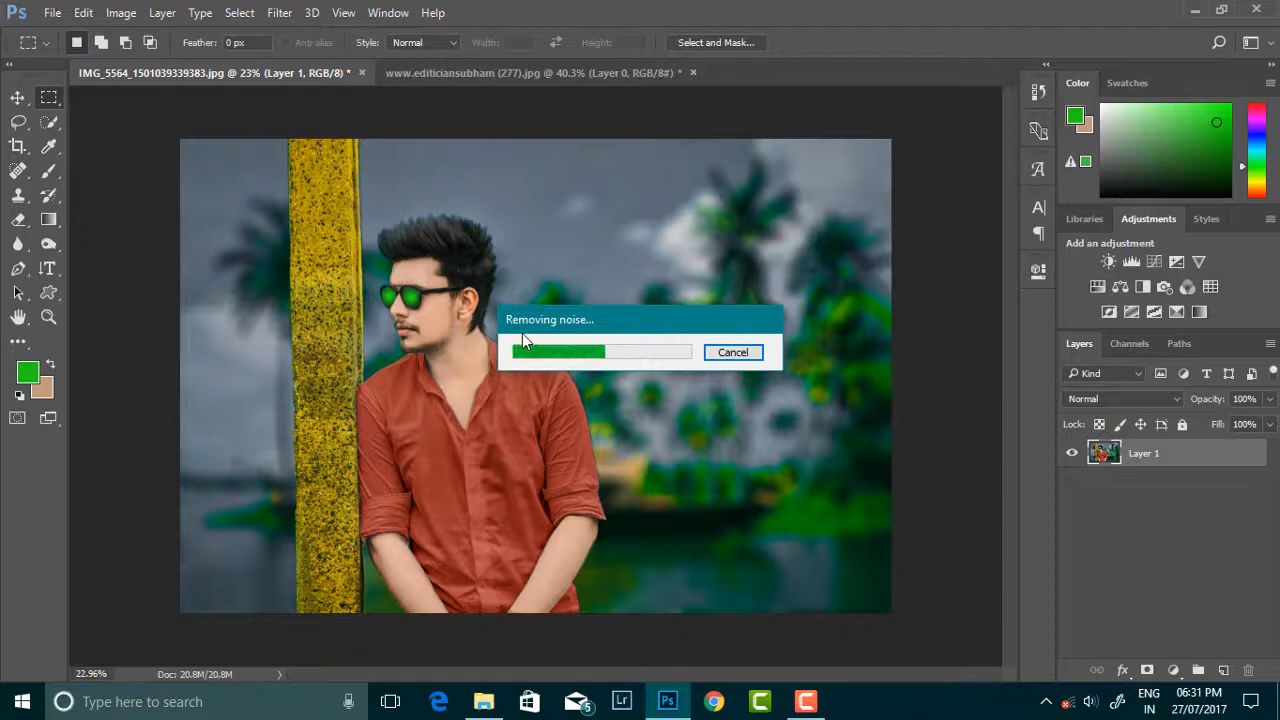 Ps File Edit Image Layer Type Select Filter 3D View Window Help
Feather: 0 px Anti-alias Style: Normal Width: Height: Select and Mask...
IMG_5564_1501039339383.jpg @ 23% (Layer 1, RGB/8) * × www.editiciansubham (277).jpg @ 40.3% (Layer 0, RGB/8#) * ×
Color Swatches
Libraries Adjustments Styles
Add an adjustment
Removing noise...
Cancel
Layers Channels Paths
Kind
Normal Opacity: 100%
Lock: Fill: 100%
Layer 1
22.96% Doc: 20.8M/20.8M
Type here to search
5
Lr
Ps
ENG
IN
06:31 PM
27/07/2017